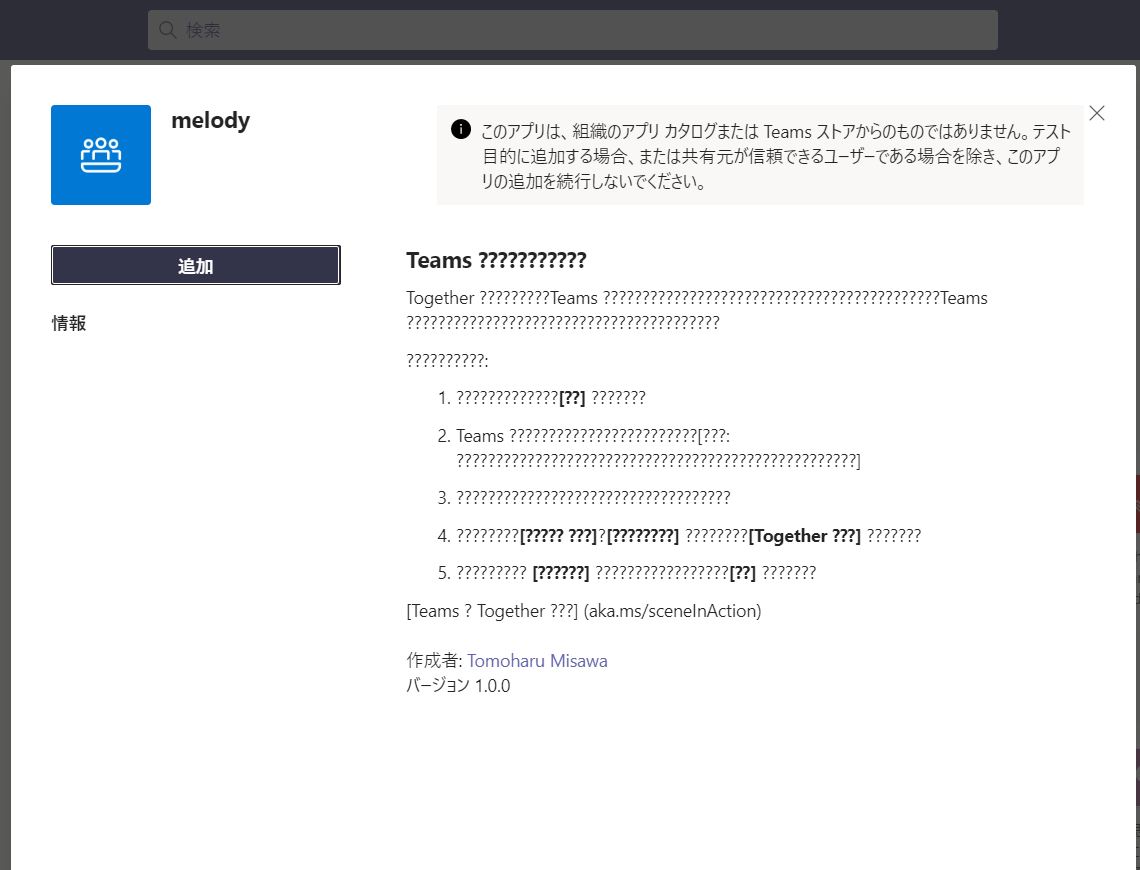 検索
melody
このアプリは、組織のアプリ カタログまたは Teams ストアからのものではありません。テスト
目的に追加する場合、または共有元が信頼できるユーザーである場合を除き、このアプ
リの追加を続行しないでください。
追加
情報
Teams ???????????
Together ?????????Teams ???????????????????????????????????????????Teams
????????????????????????????????????????
??????????:
1. ?????????????[??] ???????
2. Teams ????????????????????????[???:
???????????????????????????????????????????????????]
3. ???????????????????????????????????
4. ????????[????? ???]?[????????] ????????[Together ???] ???????
5. ????????? [??????] ?????????????????[??] ???????
[Teams ? Together ???] (aka.ms/sceneInAction)
作成者: Tomoharu Misawa
バージョン 1.0.0